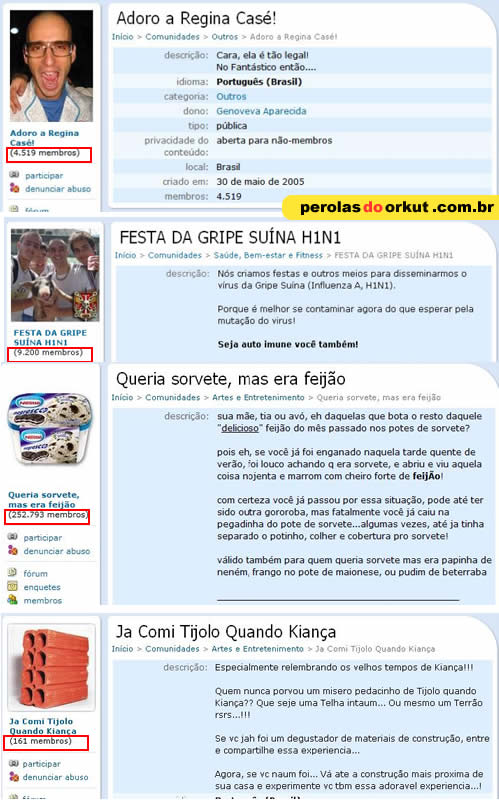 Adoro a Regina Casé!
Início > Comunidades > Outros > Adoro a Regina Casé!
descrição: Cara, ela é tão legal!
No Fantástico então....
idioma: Português (Brasil)
categoria: Outros
dono: Genoveva Aparecida
tipo: pública
privacidade do conteúdo: aberta para não-membros
local: Brasil
criado em: 30 de maio de 2005
membros: 4.519
Adoro a Regina
Casé!
(4.519 membros)
participar
denunciar abuso
fórum
perolasdoorkut.com.br
FESTA DA GRIPE SUÍNA H1N1
Início > Comunidades > Saúde, Bem-estar e Fitness > FESTA DA GRIPE SUÍNA H1N1
descrição: Nós criamos festas e outros meios para disseminarmos o
vírus da Gripe Suína (Influenza A, H1N1).
Porque é melhor se contaminar agora do que esperar pela
mutação do virus!
Seja auto imune você também!
FESTA DA GRIPE
SUÍNA H1N1
(9.200 membros)
Queria sorvete, mas era feijão
Início > Comunidades > Artes e Entretenimento > Queria sorvete, mas era feijão
descrição: sua mãe, tia ou avó, eh daquelas que bota o resto daquele
"delicioso" feijão do mês passado nos potes de sorvete?
pois eh, se você já foi enganado naquela tarde quente de
verão, foi louco achando q era sorvete, e abriu e viu aquela
coisa nojenta e marrom com cheiro forte de feijÃo!
com certeza você já passou por essa situação, pode até ter
sido outra gororoba, mas fatalmente você já caiu na
pegadinha do pote de sorvete...algumas vezes, até ja tinha
separado o potinho, colher e cobertura pro sorvete!
válido também para quem queria sorvete mas era papinha de
neném, frango no pote de maionese, ou pudim de beterraba
Nestlé
Queria sorvete,
mas era feijão
(252.793 membros)
participar
denunciar abuso
fórum
enquetes
membros
Ja Comi Tijolo Quando Kiança
Início > Comunidades > Artes e Entretenimento > Ja Comi Tijolo Quando Kiança
descrição: Especialmente relembrando os velhos tempos de Kiança!!!
Quem nunca porvou um misero pedacinho de Tijolo quando
Kiança?? Que seje uma Telha intaum... Ou mesmo um Terrão
rsrs...!!!
Se vc jah foi um degustador de materiais de construção, entre
e compartilhe essa experiencia...
Agora, se vc naum foi... Vá ate a construção mais proxima de
sua casa e experimente vc tbm essa adoravel experiencia...!
Ja Comi Tijolo
Quando Kiança
(161 membros)
participar
denunciar abuso